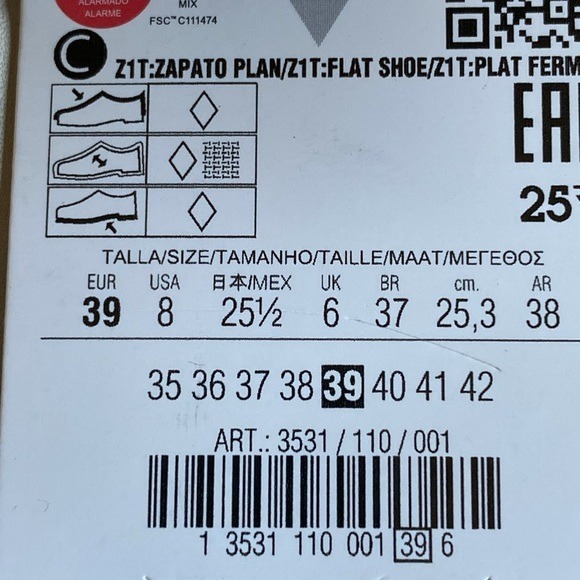 ALARMADO
ALARME
MIX
FSC™ C111474
C
Z1T:ZAPATO PLAN/Z1T:FLAT SHOE/Z1T:PLAT FERM
EA
25
TALLA/SIZE/TAMANHO/TAILLE/MAAT/ΜΕΓΕΘΟΣ
EUR USA 日本/MEX UK BR cm. AR
39 8 25½ 6 37 25,3 38
35 36 37 38 39 40 41 42
ART.: 3531 / 110 / 001
1 3531 110 001 39 6